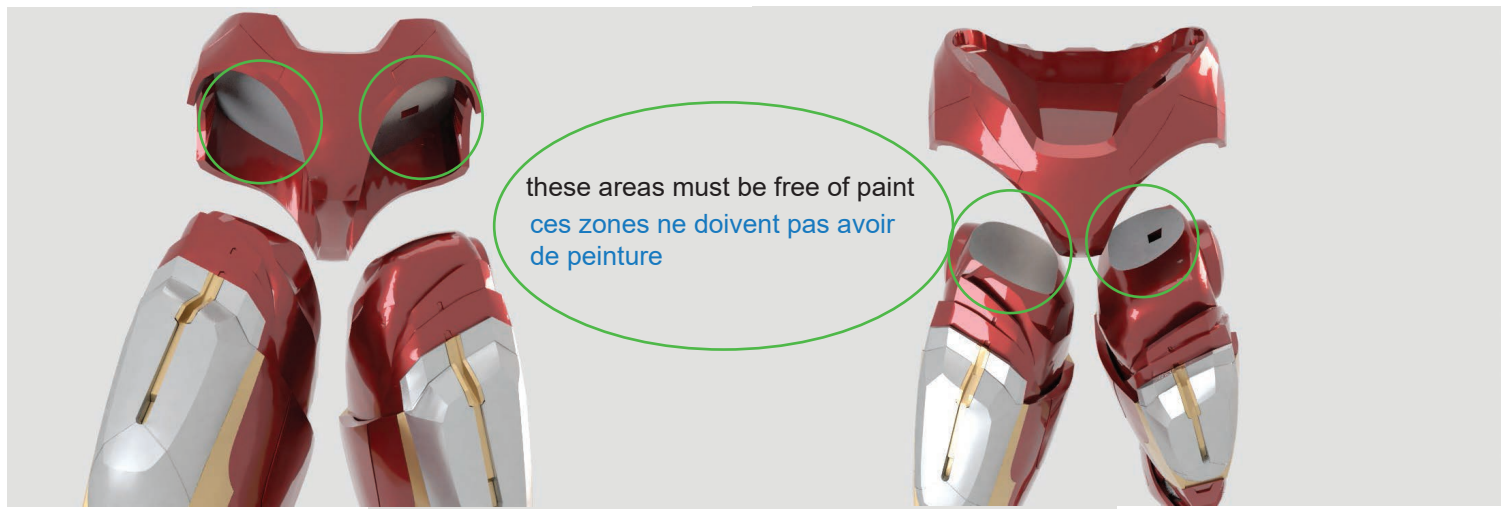 these areas must be free of paint
ces zones ne doivent pas avoir
de peinture